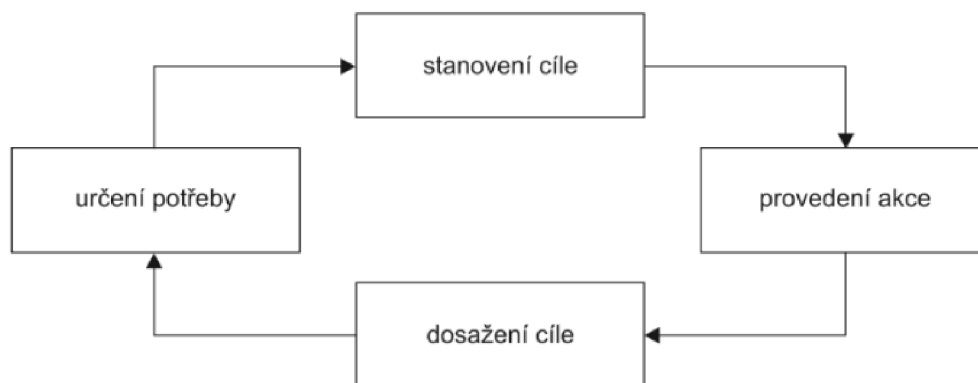 stanovení cíle
určení potřeby
provedení akce
dosažení cíle